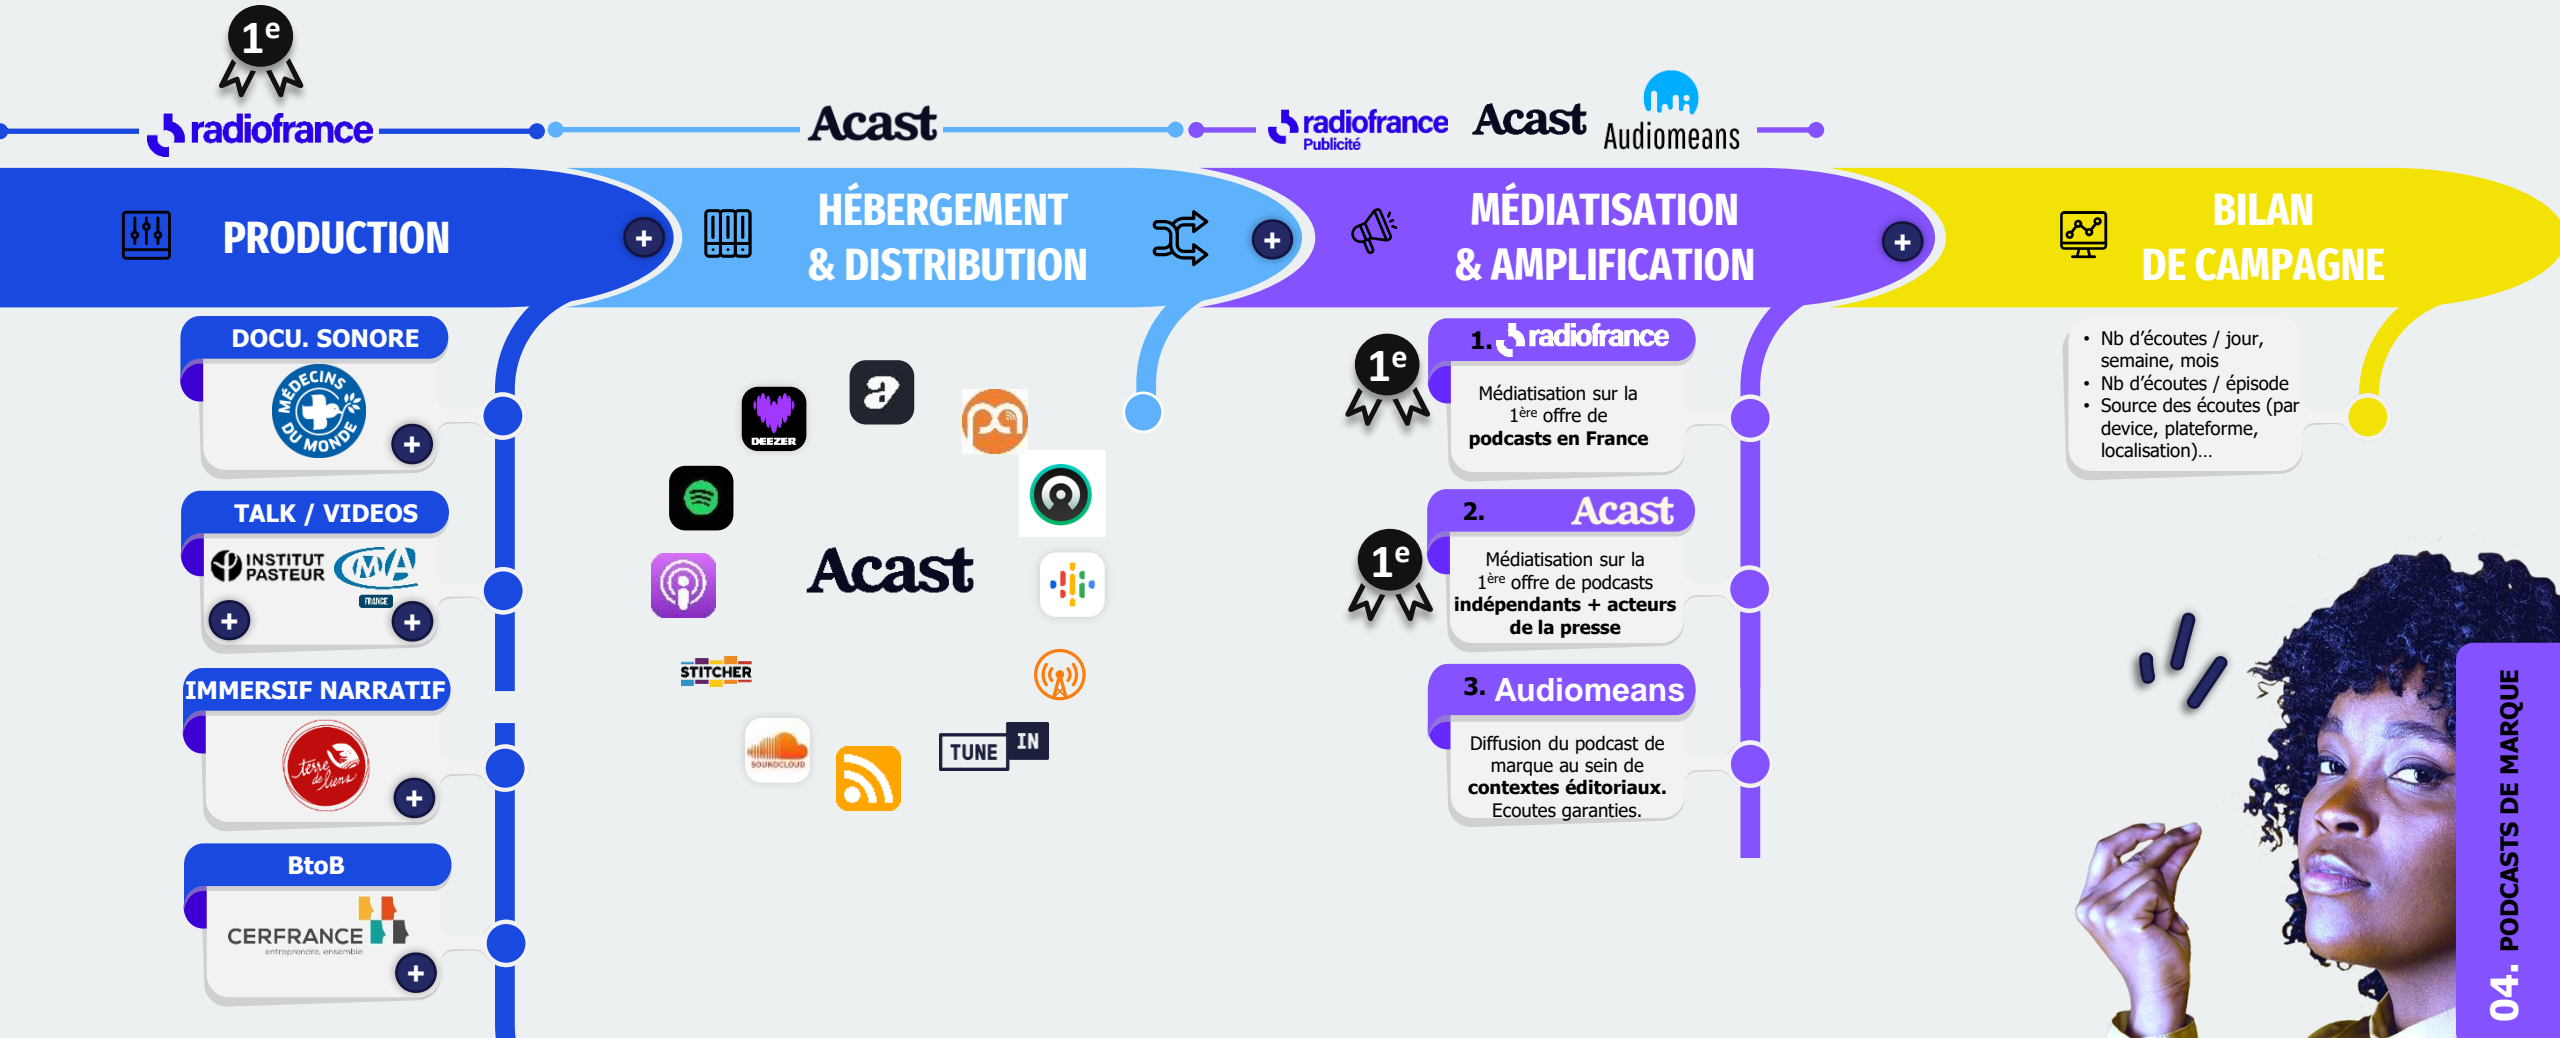 1e
radiofrance
Acast
radiofrance
Publicité
Acast
Audiomeans
PRODUCTION
+
HÉBERGEMENT
& DISTRIBUTION
+
MÉDIATISATION
& AMPLIFICATION
+
BILAN
DE CAMPAGNE
DOCU. SONORE
MÉDECINS
DU MONDE
+
TALK / VIDEOS
INSTITUT
PASTEUR
CMA
FRANCE
+
+
IMMERSIF NARRATIF
terre
de liens
+
BtoB
CERFRANCE
entreprendre, ensemble
+
a
DEEZER
Acast
STITCHER
SOUNDCLOUD
TUNE IN
1e
1. radiofrance
Médiatisation sur la
1ère offre de
podcasts en France
1e
2. Acast
Médiatisation sur la
1ère offre de podcasts
indépendants + acteurs
de la presse
3. Audiomeans
Diffusion du podcast de
marque au sein de
contextes éditoriaux.
Ecoutes garanties.
• Nb d'écoutes / jour,
semaine, mois
• Nb d'écoutes / épisode
• Source des écoutes (par
device, plateforme,
localisation)…
04. PODCASTS DE MARQUE